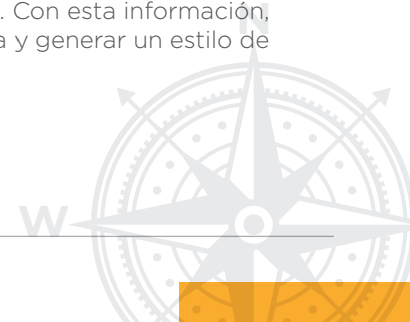 . Con esta información,
a y generar un estilo de
N
W